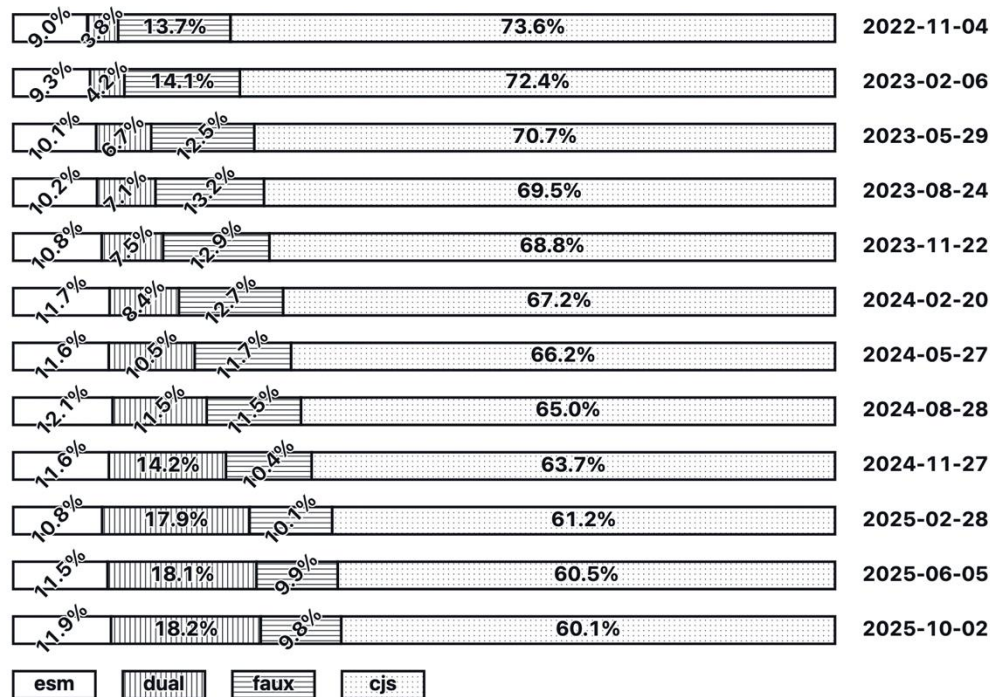 9.0% 3.8% 13.7% 73.6% 2022-11-04
9.3% 4.2% 14.1% 72.4% 2023-02-06
10.1% 6.7% 12.5% 70.7% 2023-05-29
10.2% 7.1% 13.2% 69.5% 2023-08-24
10.8% 7.5% 12.9% 68.8% 2023-11-22
11.7% 8.4% 12.7% 67.2% 2024-02-20
11.6% 10.5% 11.7% 66.2% 2024-05-27
12.1% 11.5% 11.5% 65.0% 2024-08-28
11.6% 14.2% 10.4% 63.7% 2024-11-27
10.8% 17.9% 10.1% 61.2% 2025-02-28
11.5% 18.1% 9.9% 60.5% 2025-06-05
11.9% 18.2% 9.8% 60.1% 2025-10-02
esm dual faux cjs